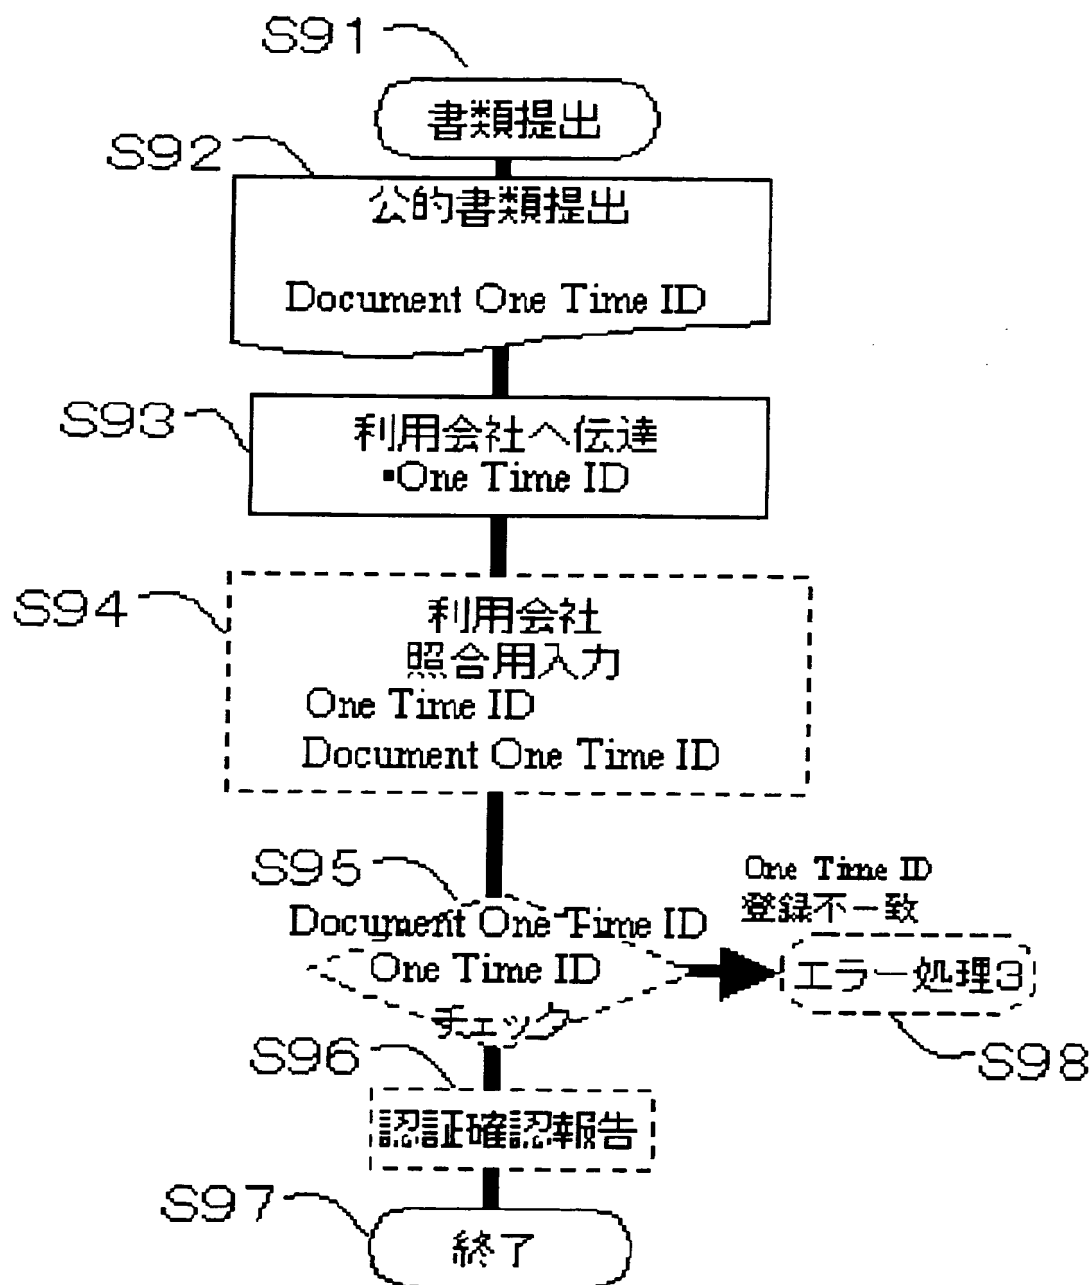 S91
書類提出
S92
公的書類提出
Document One Time ID
S93
利用会社へ伝達
▪One Time ID
S94
利用会社
照合用入力
One Time ID
Document One Time ID
S95
Document One Time ID
One Time ID
チェック
One Time ID
登録不一致
エラー処理3
S98
S96
認証確認報告
S97
終了